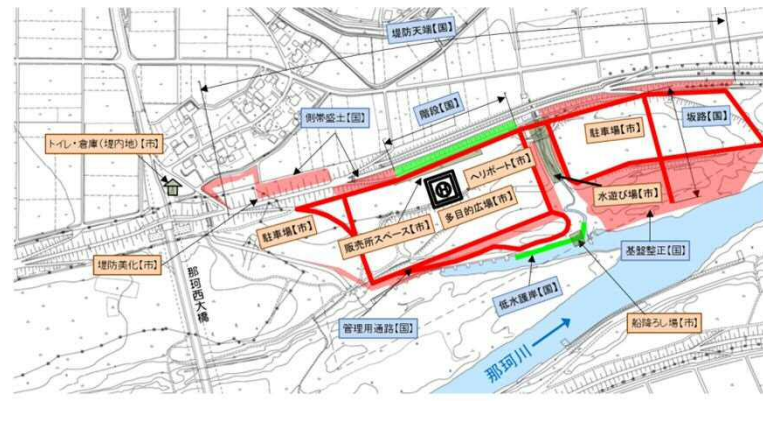 堤防天端【国】
階段【国】
側帯盛土【国】
トイレ・倉庫(堤内地)【市】
坂路【国】
駐車場【市】
ヘリポート【市】
水遊び場【市】
多目的広場【市】
販売所スペース【市】
駐車場【市】
基盤整正【国】
堤防美化【市】
那珂西大橋
低水護岸【国】
管理用通路【国】
船降ろし場【市】
那珂川